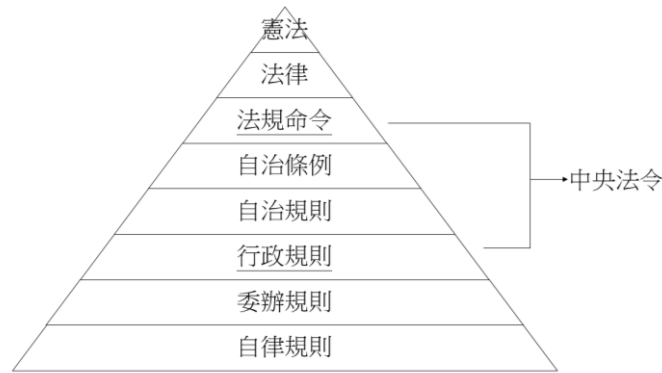 憲法
法律
法規命令
自治條例
中央法令
自治規則
行政規則
委辦規則
自律規則